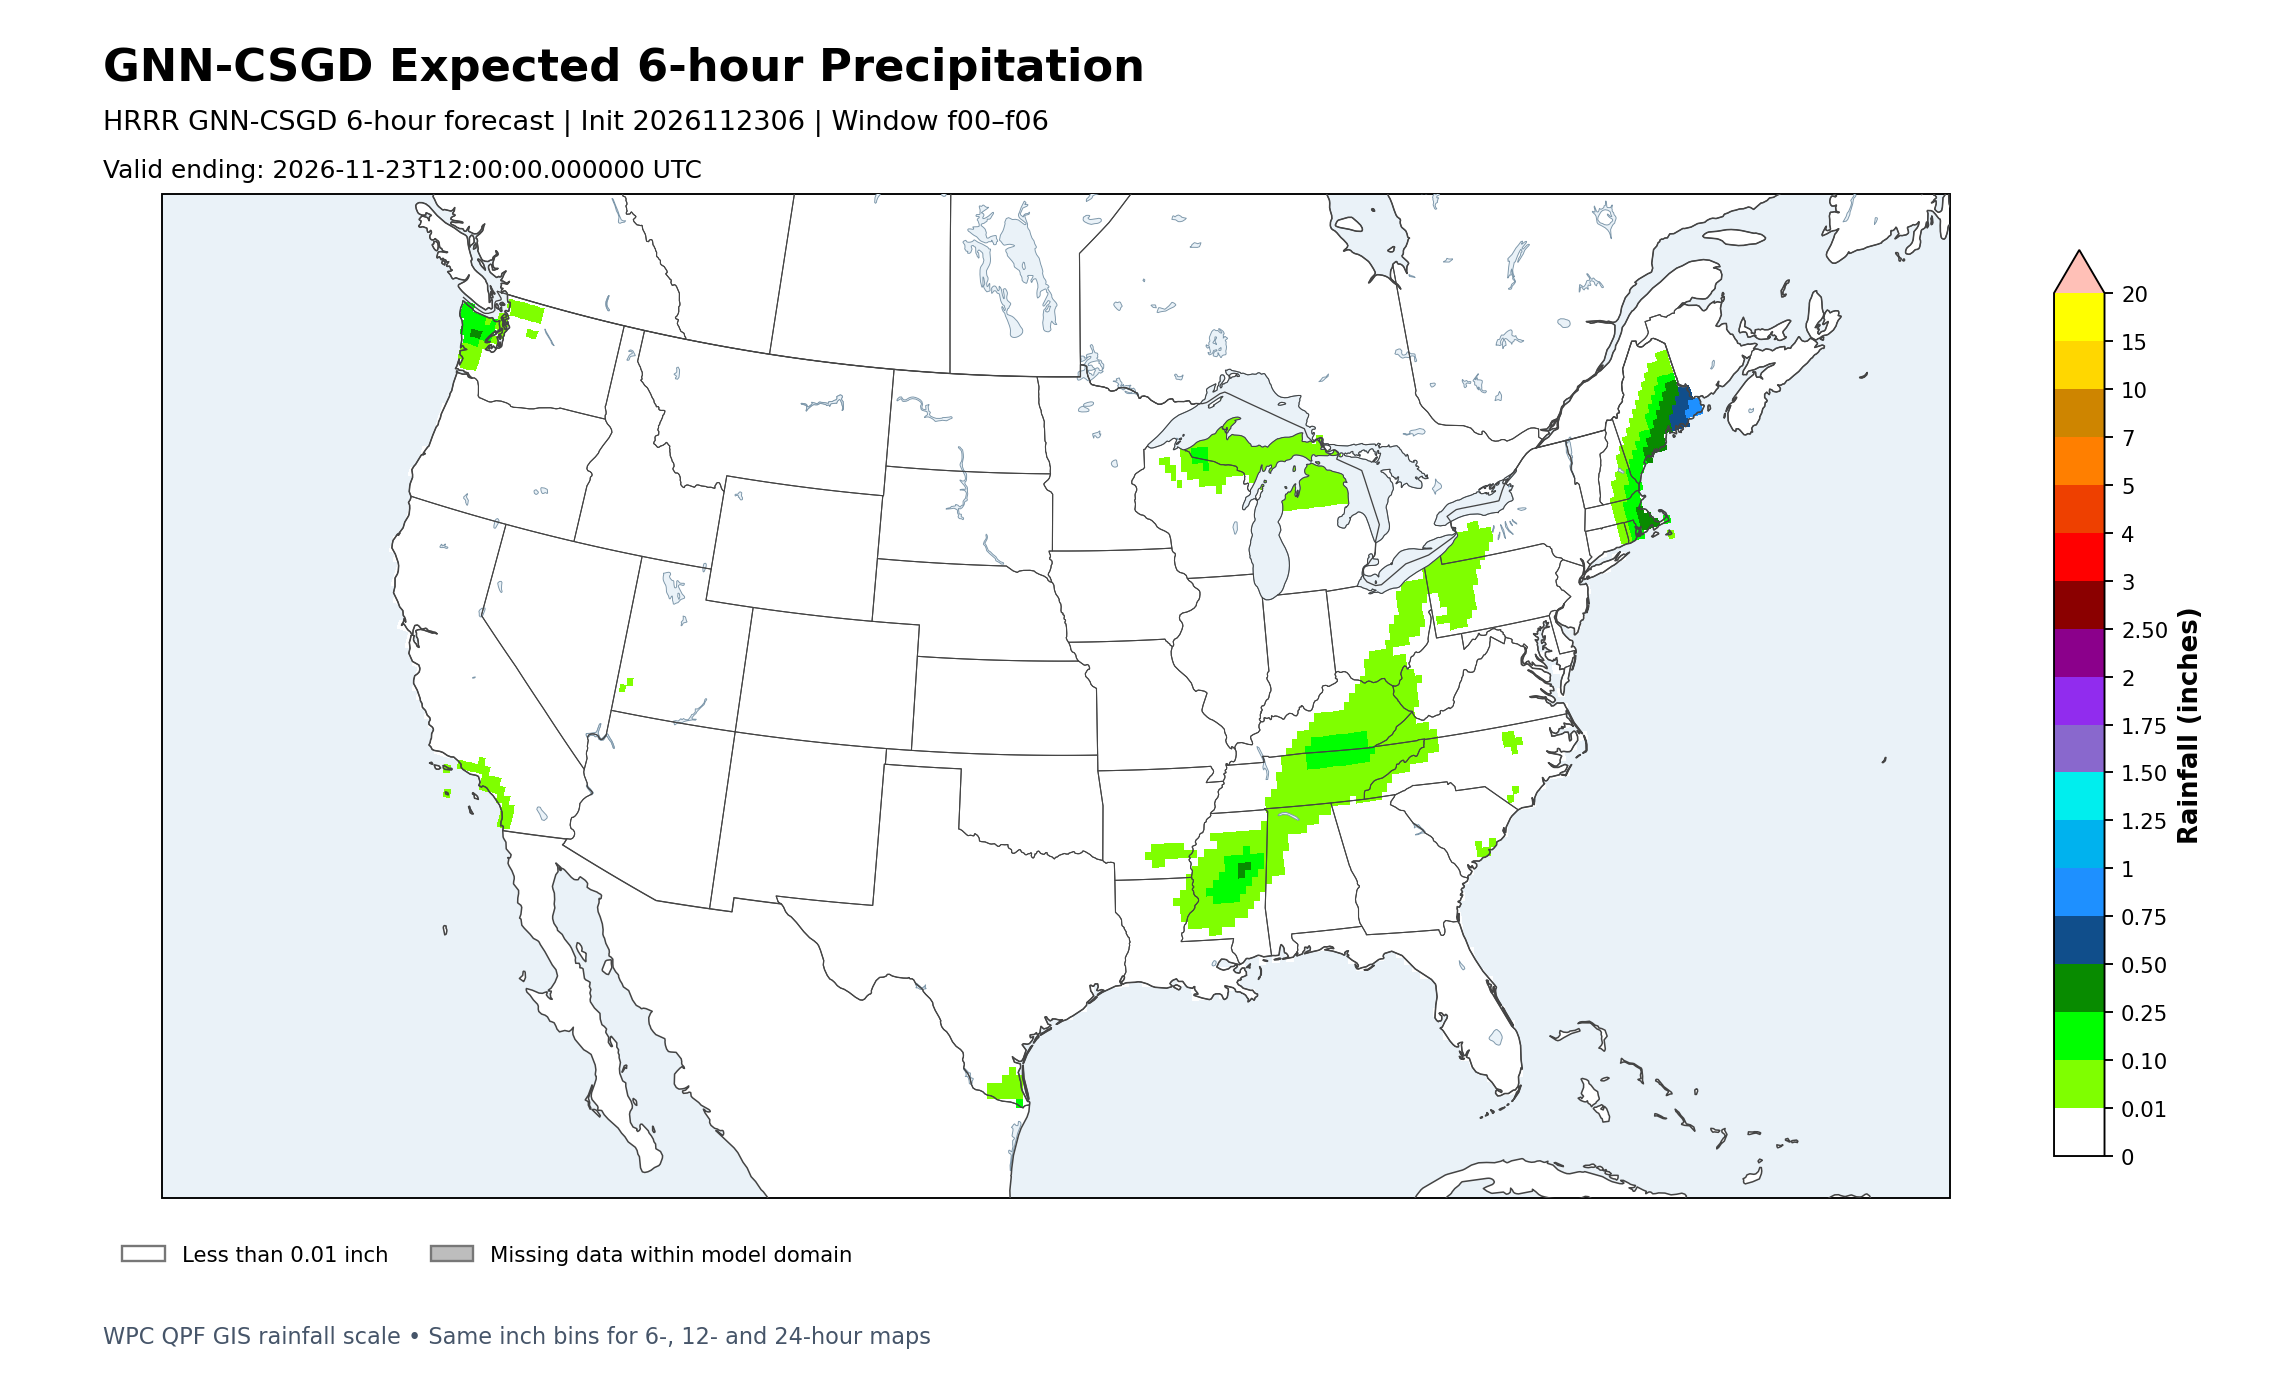 GNN-CSGD Expected 6-hour Precipitation
HRRR GNN-CSGD 6-hour forecast | Init 2026112306 | Window f00–f06
Valid ending: 2026-11-23T12:00:00.000000 UTC
20
15
10
7
5
4
3
2.50
2
1.75
1.50
1.25
1
0.75
0.50
0.25
0.10
0.01
0
Rainfall (inches)
Less than 0.01 inch
Missing data within model domain
WPC QPF GIS rainfall scale • Same inch bins for 6-, 12- and 24-hour maps